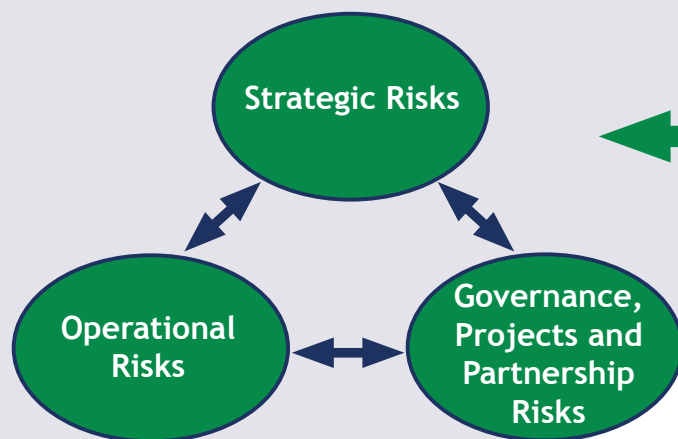 Strategic Risks
Operational
Risks
Governance,
Projects and
Partnership
Risks